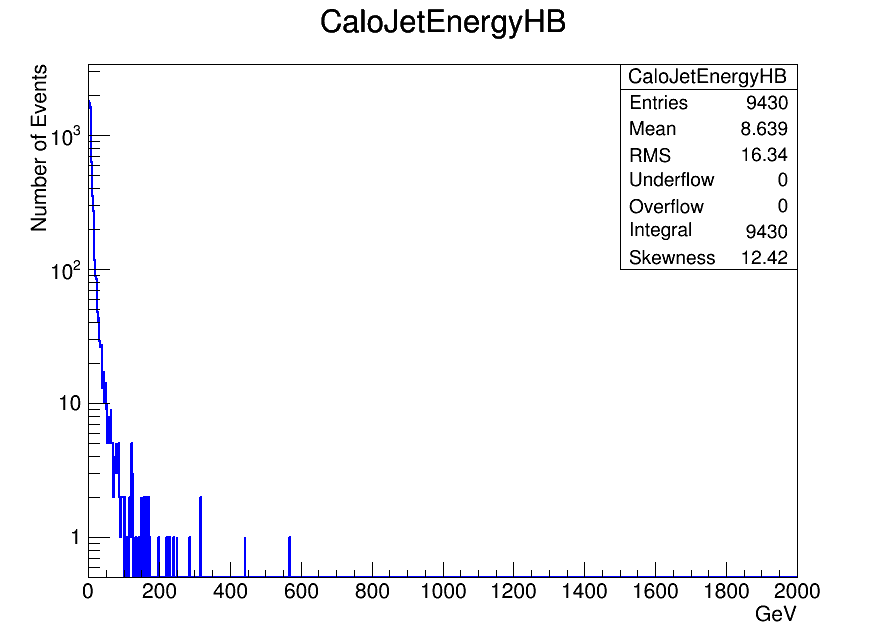 CaloJetEnergyHB
Number of Events
10³
10²
10
1
CaloJetEnergyHB
Entries 9430
Mean 8.639
RMS 16.34
Underflow 0
Overflow 0
Integral 9430
Skewness 12.42
0 200 400 600 800 1000 1200 1400 1600 1800 2000
GeV